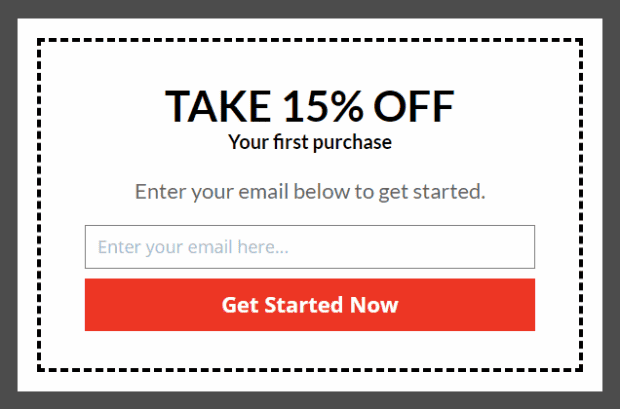 TAKE 15% OFF
Your first purchase
Enter your email below to get started.
Enter your email here...
Get Started Now